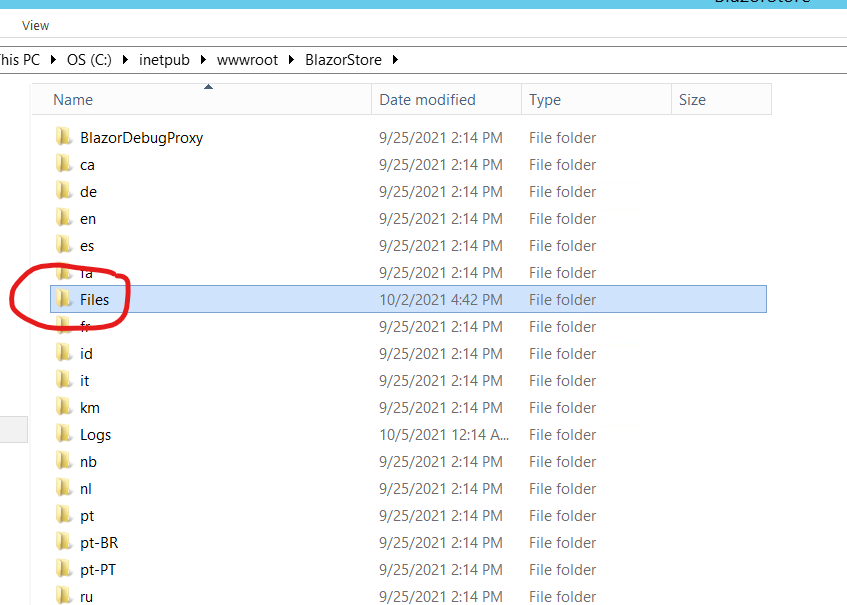 View
his PC OS (C:) inetpub wwwroot BlazorStore
Name Date modified Type Size
BlazorDebugProxy 9/25/2021 2:14 PM File folder
ca 9/25/2021 2:14 PM File folder
de 9/25/2021 2:14 PM File folder
en 9/25/2021 2:14 PM File folder
es 9/25/2021 2:14 PM File folder
fa 9/25/2021 2:14 PM File folder
Files 10/2/2021 4:42 PM File folder
fr 9/25/2021 2:14 PM File folder
id 9/25/2021 2:14 PM File folder
it 9/25/2021 2:14 PM File folder
km 9/25/2021 2:14 PM File folder
Logs 10/5/2021 12:14 A... File folder
nb 9/25/2021 2:14 PM File folder
nl 9/25/2021 2:14 PM File folder
pt 9/25/2021 2:14 PM File folder
pt-BR 9/25/2021 2:14 PM File folder
pt-PT 9/25/2021 2:14 PM File folder
ru 9/25/2021 2:14 PM File folder